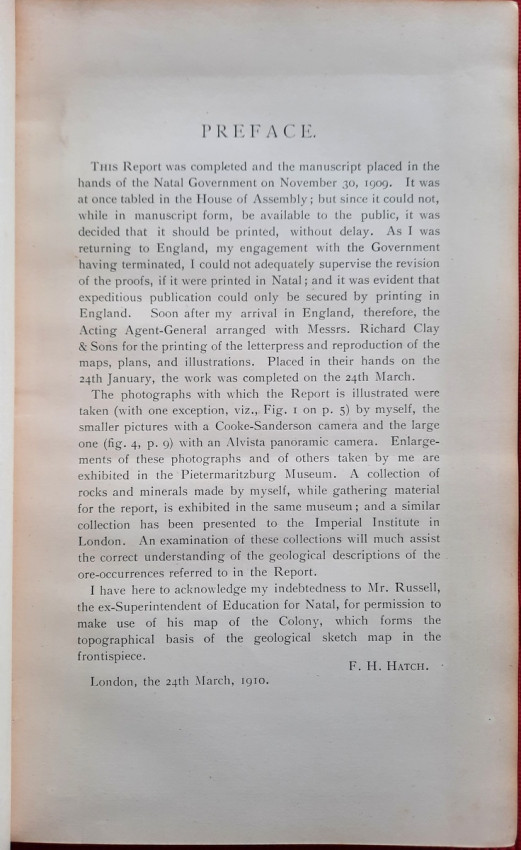 PREFACE.
THIS Report was completed and the manuscript placed in the
hands of the Natal Government on November 30, 1909. It was
at once tabled in the House of Assembly; but since it could not,
while in manuscript form, be available to the public, it was
decided that it should be printed, without delay. As I was
returning to England, my engagement with the Government
having terminated, I could not adequately supervise the revision
of the proofs, if it were printed in Natal; and it was evident that
expeditious publication could only be secured by printing in
England. Soon after my arrival in England, therefore, the
Acting Agent-General arranged with Messrs. Richard Clay
& Sons for the printing of the letterpress and reproduction of the
maps, plans, and illustrations. Placed in their hands on the
24th January, the work was completed on the 24th March.
The photographs with which the Report is illustrated were
taken (with one exception, viz., Fig. 1 on p. 5) by myself, the
smaller pictures with a Cooke-Sanderson camera and the large
one (fig. 4, p. 9) with an Alvista panoramic camera. Enlarge-
ments of these photographs and of others taken by me are
exhibited in the Pietermaritzburg Museum. A collection of
rocks and minerals made by myself, while gathering material
for the report, is exhibited in the same museum; and a similar
collection has been presented to the Imperial Institute in
London. An examination of these collections will much assist
the correct understanding of the geological descriptions of the
ore-occurrences referred to in the Report.
I have here to acknowledge my indebtedness to Mr. Russell,
the ex-Superintendent of Education for Natal, for permission to
make use of his map of the Colony, which forms the
topographical basis of the geological sketch map in the
frontispiece.
F. H. HATCH.
London, the 24th March, 1910.